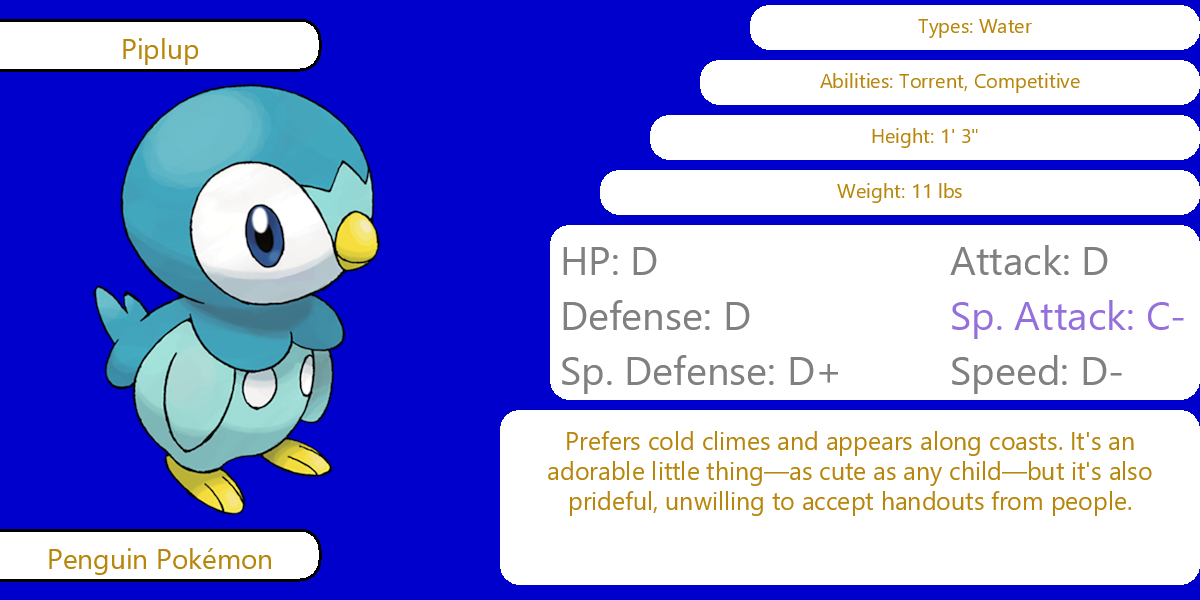 Piplup
Types: Water
Abilities: Torrent, Competitive
Height: 1' 3"
Weight: 11 lbs
HP: D
Attack: D
Defense: D
Sp. Attack: C-
Sp. Defense: D+
Speed: D-
Prefers cold climes and appears along coasts. It's an
adorable little thing—as cute as any child—but it's also
prideful, unwilling to accept handouts from people.
Penguin Pokémon